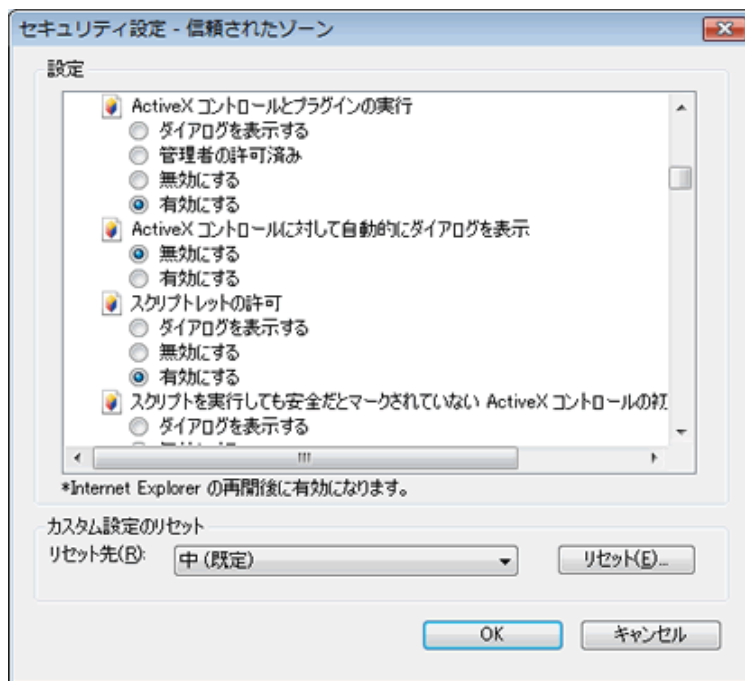 セキュリティ設定 - 信頼されたゾーン
設定
ActiveX コントロールとプラグインの実行
ダイアログを表示する
管理者の許可済み
無効にする
有効にする
ActiveX コントロールに対して自動的にダイアログを表示
無効にする
有効にする
スクリプトレットの許可
ダイアログを表示する
無効にする
有効にする
スクリプトを実行しても安全だとマークされていない ActiveX コントロールの初
ダイアログを表示する
*Internet Explorer の再開後に有効になります。
カスタム設定のリセット
リセット先(R):
中 (既定)
リセット(E)...
OK
キャンセル